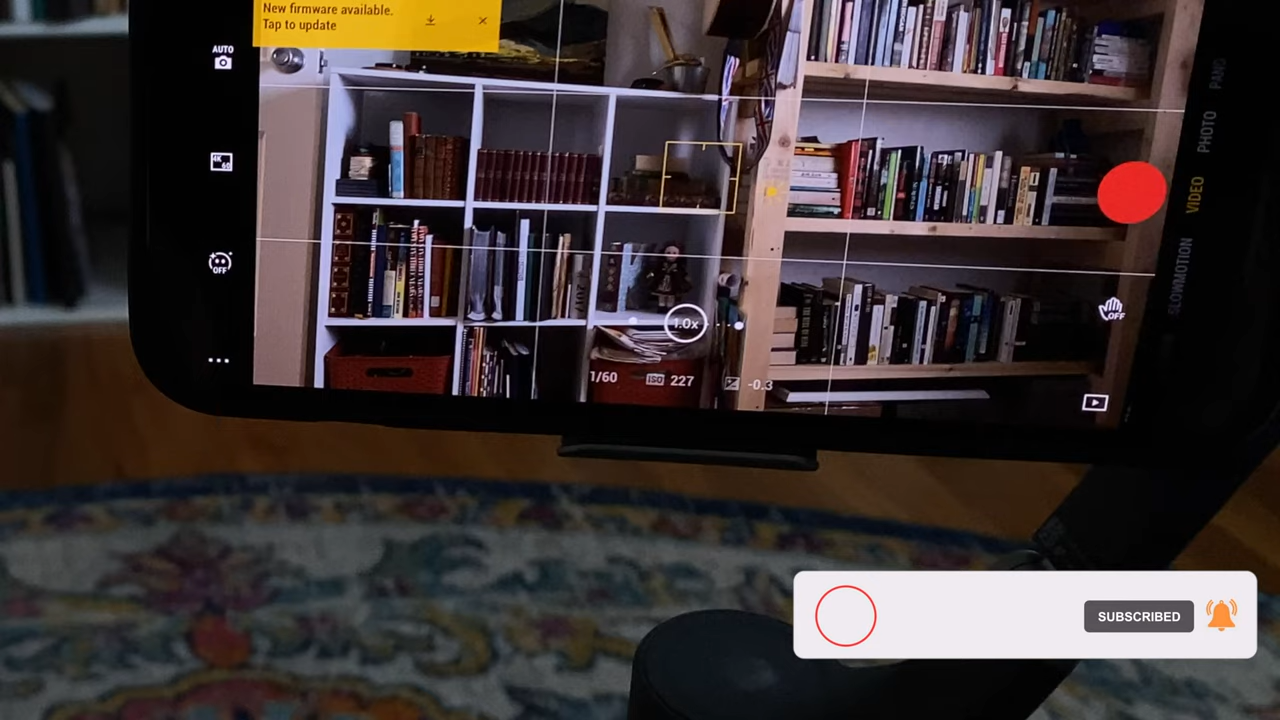 New firmware available.
Tap to update
AUTO
4K
60
OFF
PANO
PHOTO
VIDEO
SLOWMOTION
OFF
1.0x
1/60
ISO 227
-0.3
SUBSCRIBED